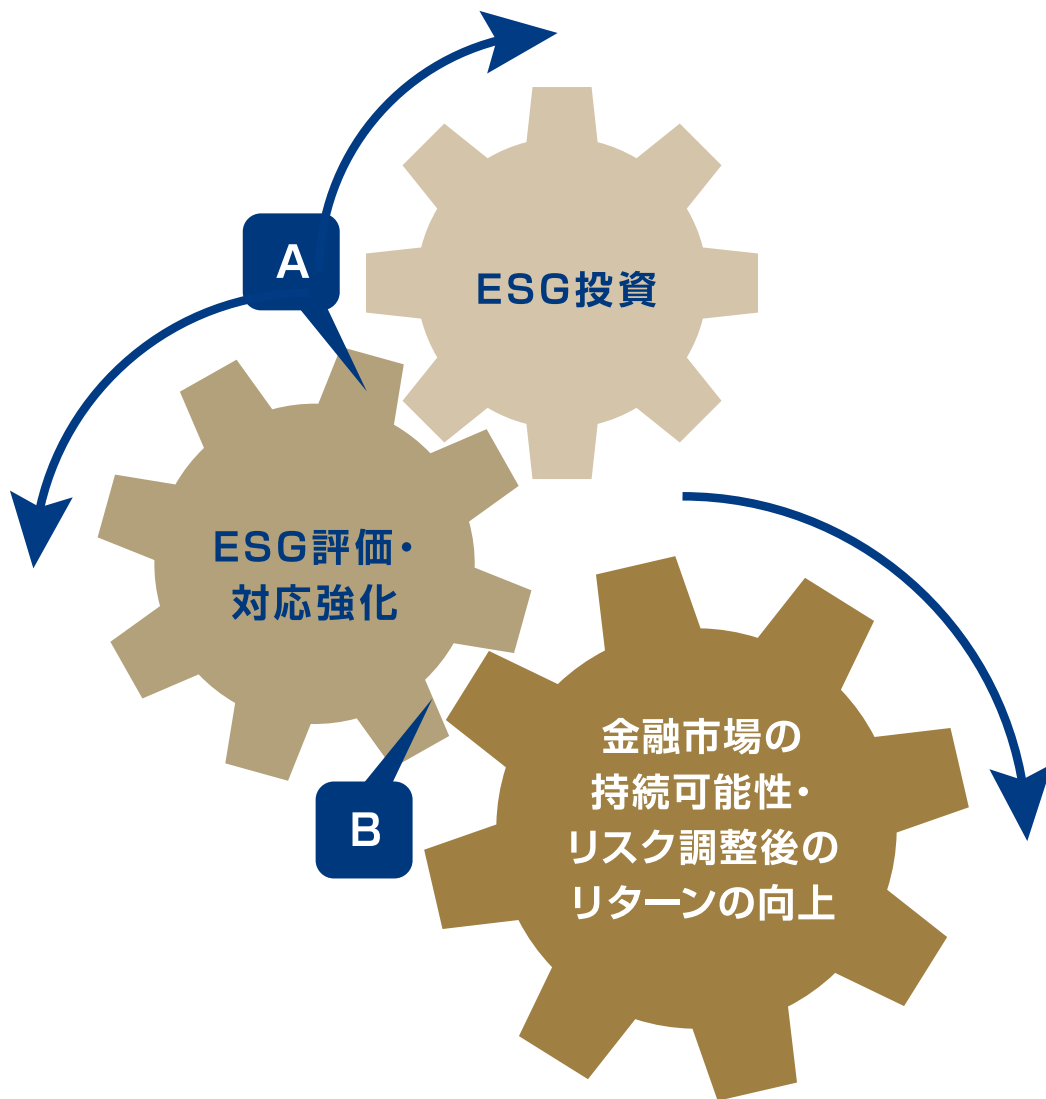 A
ESG投資
ESG評価・
対応強化
金融市場の
持続可能性・
リスク調整後の
リターンの向上
B